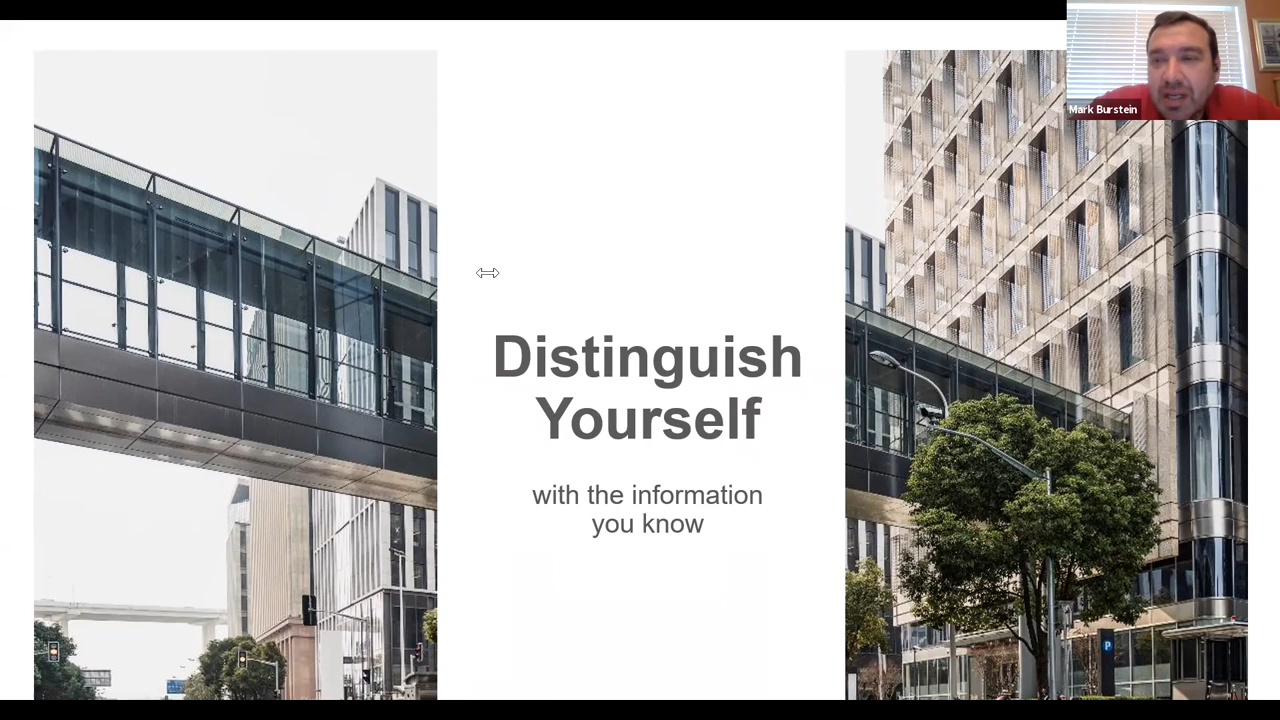 Mark Burstein
Distinguish
Yourself
with the information
you know
P